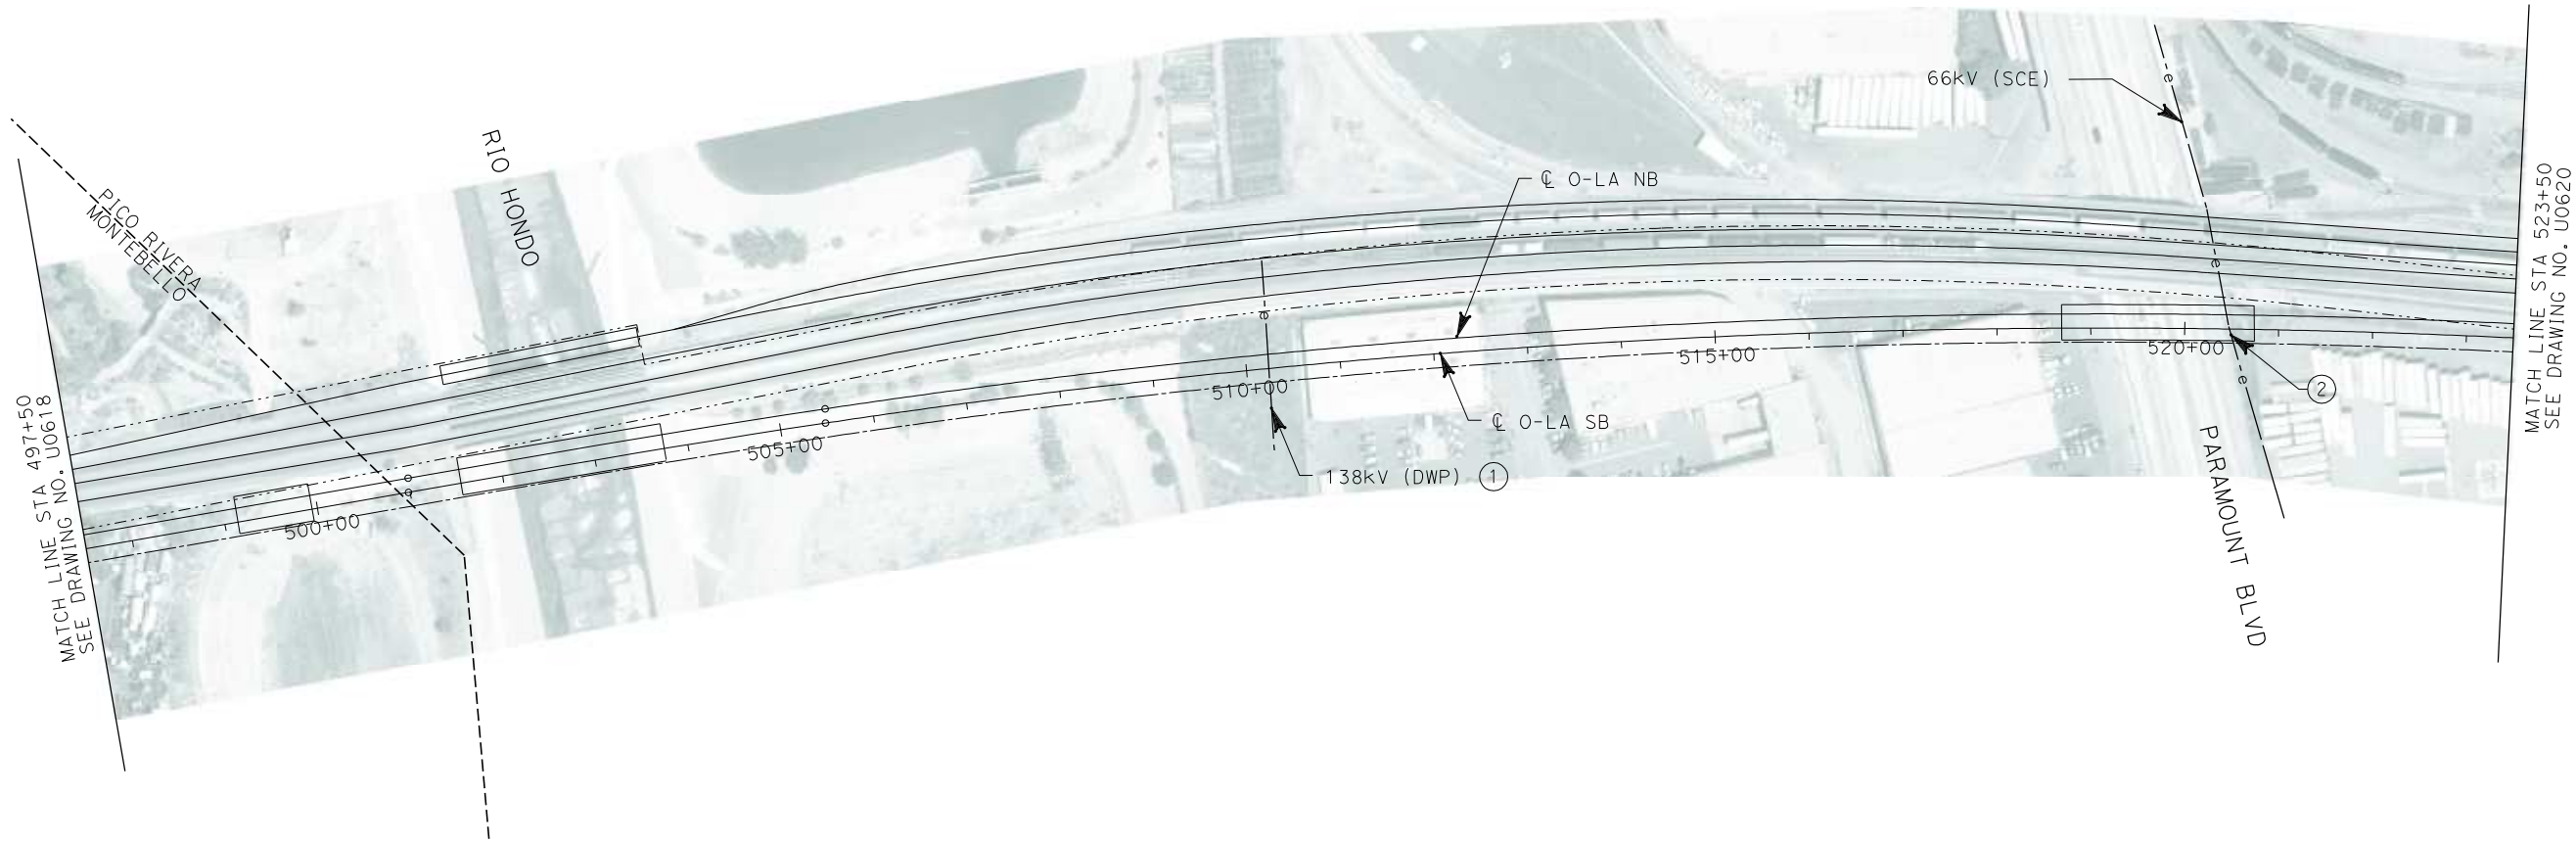 PICO RIVERA
MONTEBELLO
RIO HONDO
66kV (SCE)
e
℄ O-LA NB
e
e
e
℄ O-LA SB
138kV (DWP) 1
2
500+00
505+00
510+00
515+00
520+00
PARAMOUNT BLVD
MATCH LINE STA 497+50
SEE DRAWING NO. U0618
MATCH LINE STA 523+50
SEE DRAWING NO. U0620